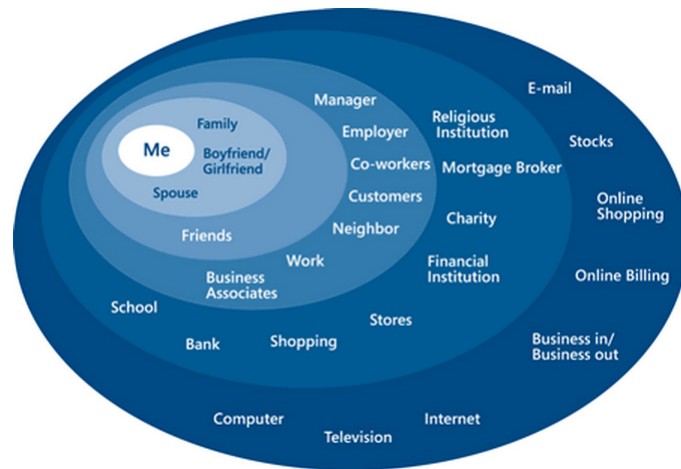 E-mail
Manager
Religious
Institution
Family
Employer
Stocks
Me
Boyfriend/
Girlfriend
Co-workers
Mortgage Broker
Spouse
Customers
Online
Shopping
Charity
Friends
Neighbor
Work
Financial
Institution
Business
Associates
Online Billing
School
Stores
Bank
Shopping
Business in/
Business out
Computer
Internet
Television